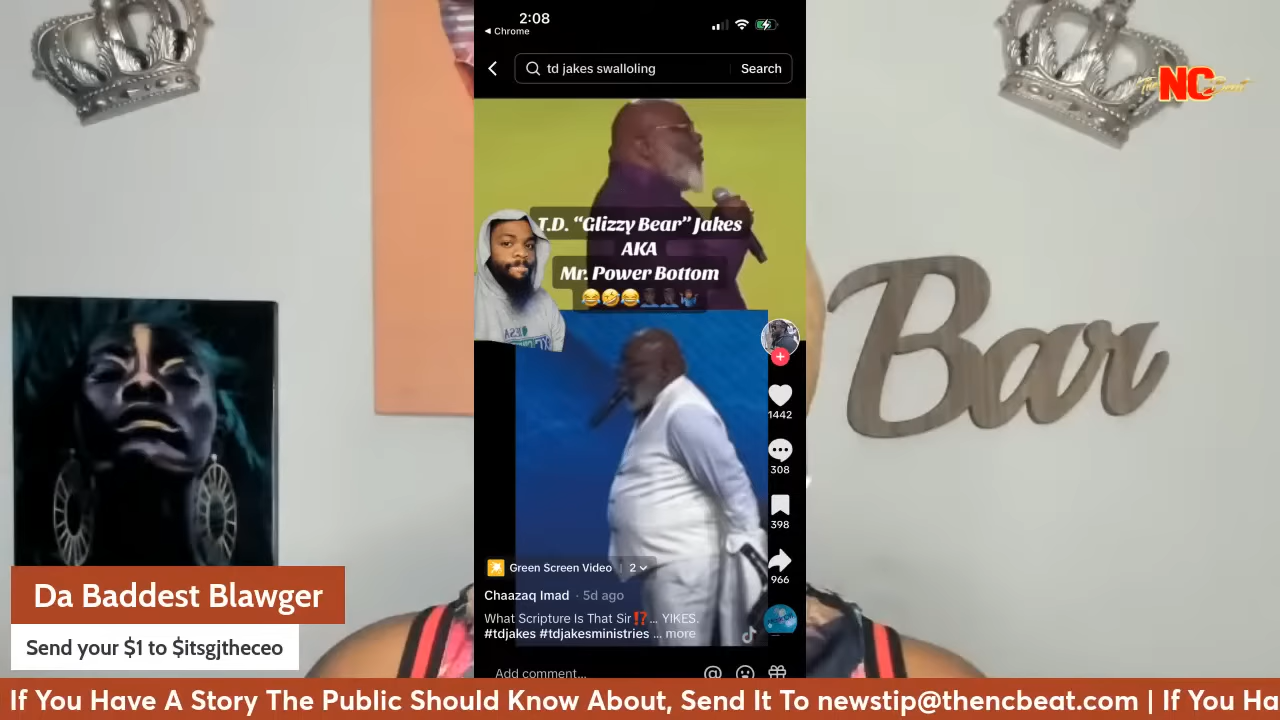 2:08
Chrome
td jakes swalloling
Search
The NC Beat
T.D. “Glizzy Bear” Jakes
AKA
Mr. Power Bottom
Bar
1442
308
398
966
Green Screen Video | 2
Chaazaq Imad · 5d ago
What Scripture Is That Sir⁉️... YIKES.
#tdjakes #tdjakesministries ... more
Add comment...
Da Baddest Blawger
Send your $1 to $itsgjtheceo
If You Have A Story The Public Should Know About, Send It To newstip@thencbeat.com | If You Ha